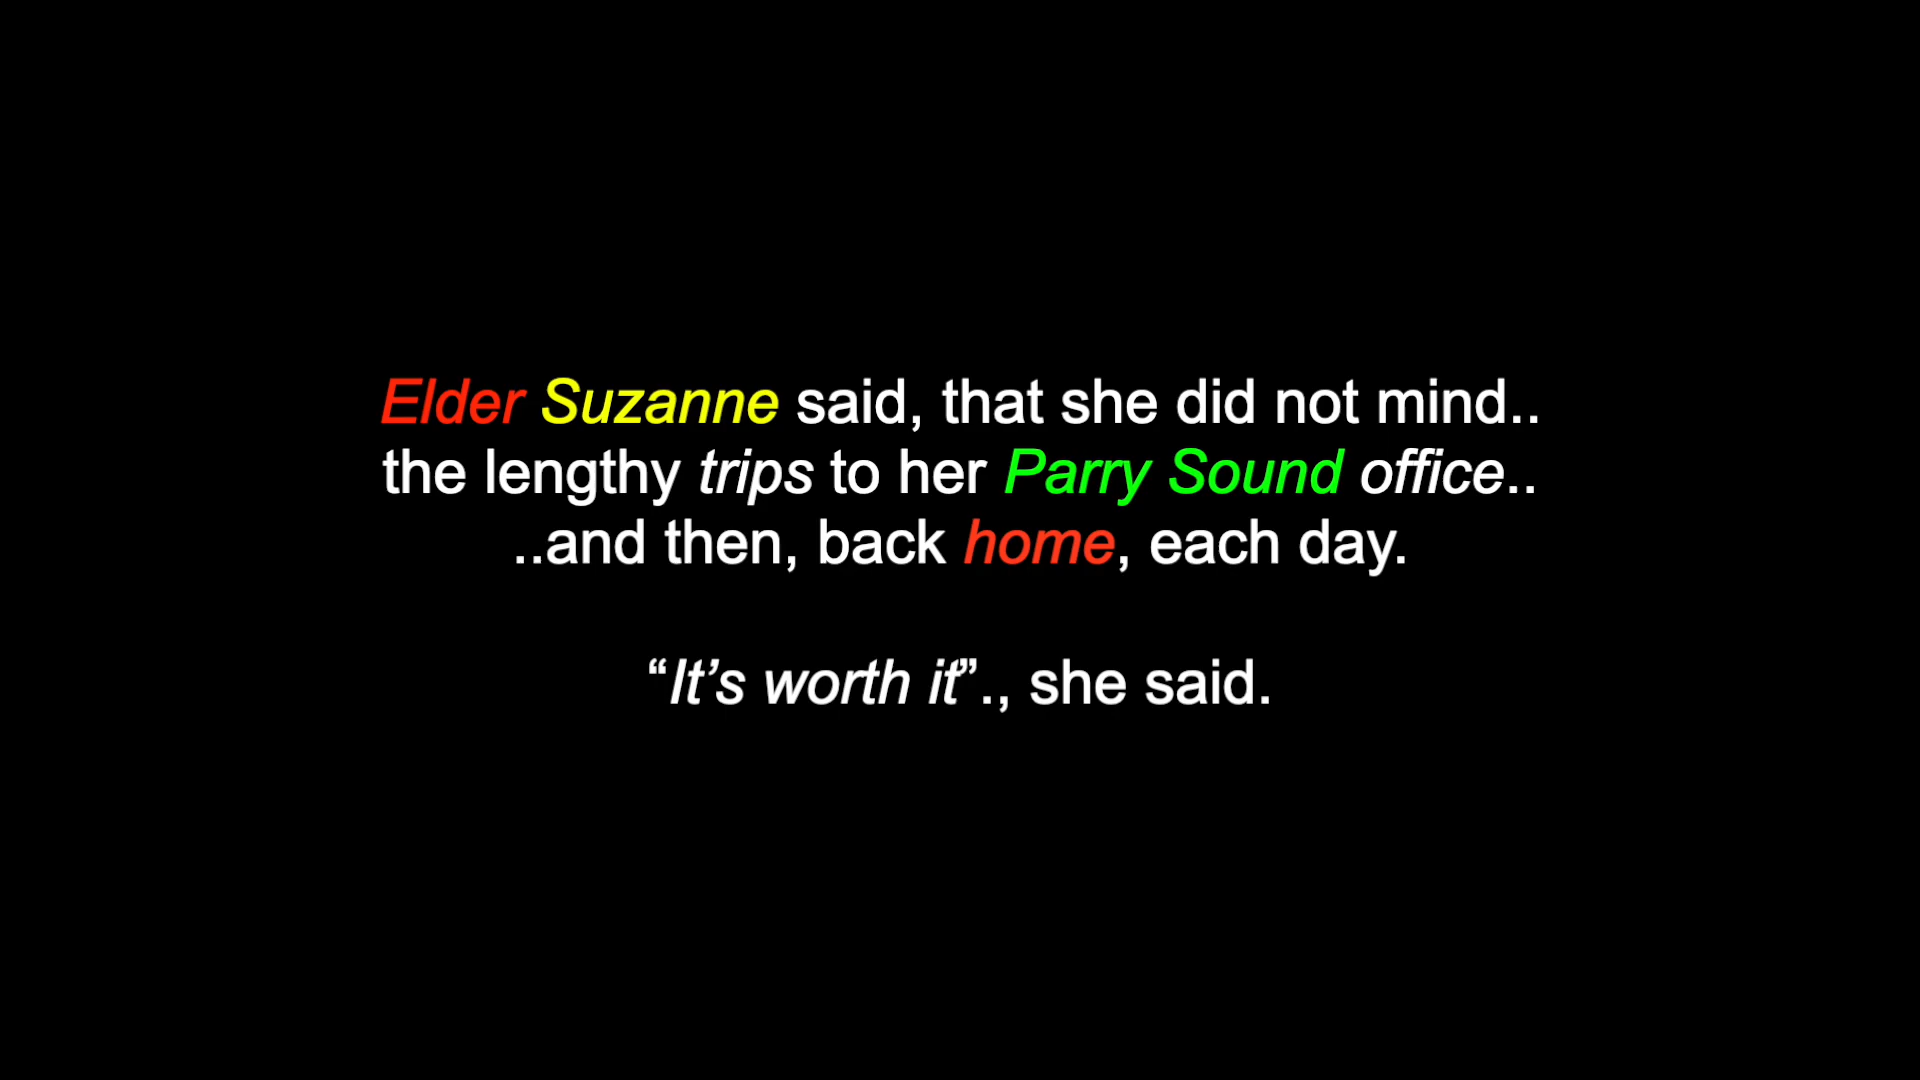 Elder Suzanne said, that she did not mind..
the lengthy trips to her Parry Sound office..
..and then, back home, each day.
“It’s worth it”., she said.